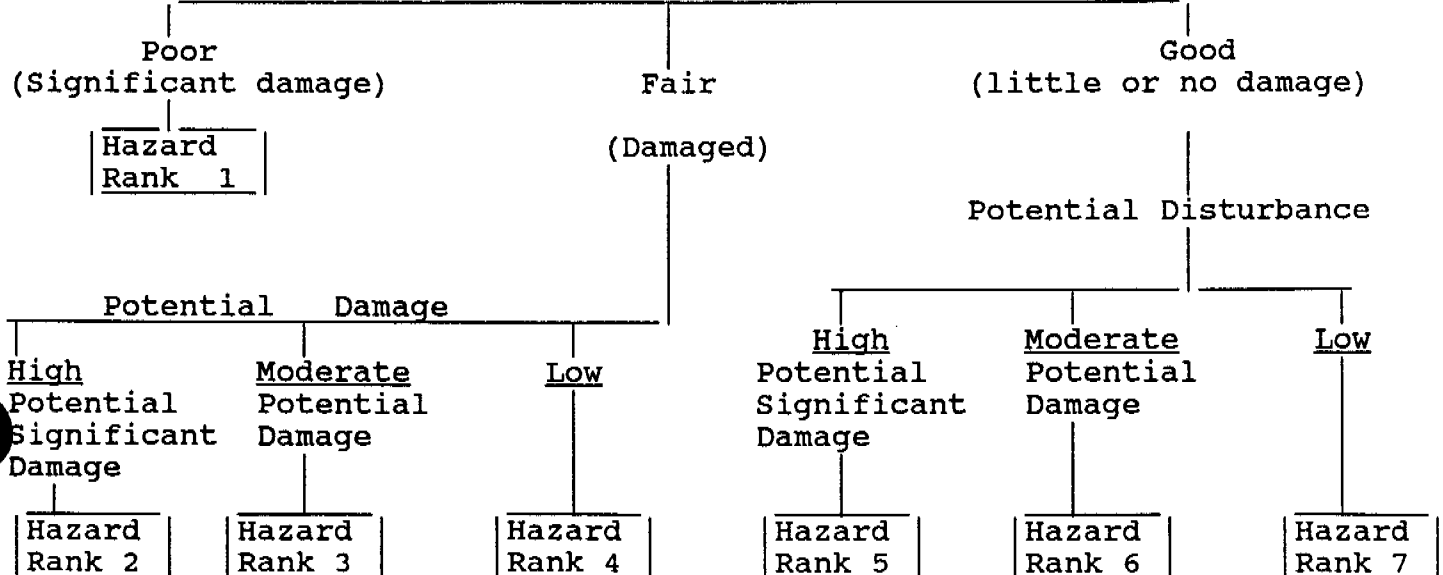 Poor
(Significant damage)
Hazard
Rank 1
Fair
(Damaged)
Good
(little or no damage)
Potential Disturbance
Potential Damage
High
Potential
Significant
Damage
Hazard
Rank 2
Moderate
Potential
Damage
Hazard
Rank 3
Low
Hazard
Rank 4
High
Potential
Significant
Damage
Hazard
Rank 5
Moderate
Potential
Damage
Hazard
Rank 6
Low
Hazard
Rank 7